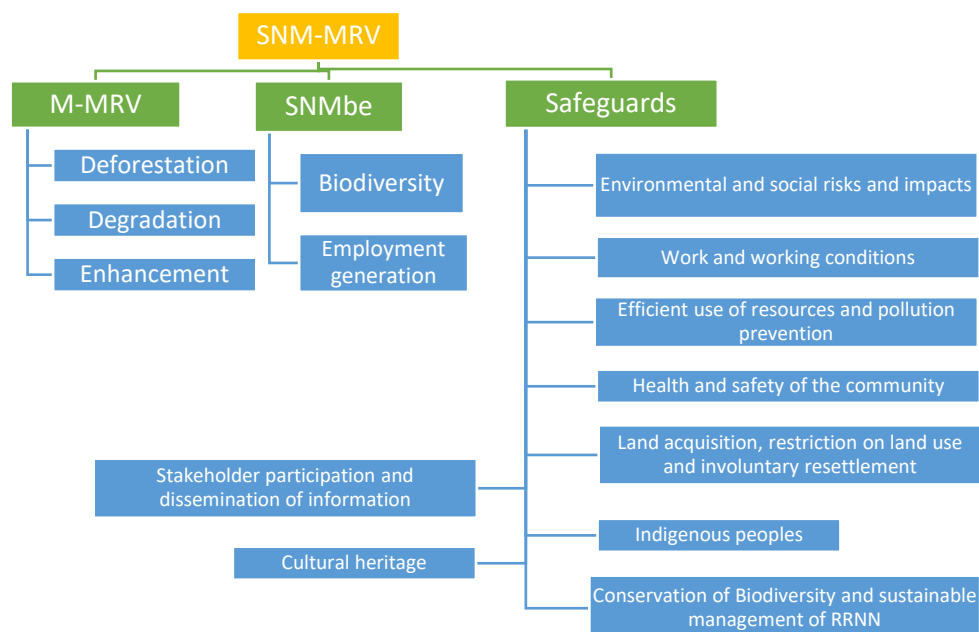 SNM-MRV
M-MRV
SNMbe
Safeguards
Deforestation
Degradation
Enhancement
Biodiversity
Employment
generation
Environmental and social risks and impacts
Work and working conditions
Efficient use of resources and pollution
prevention
Health and safety of the community
Land acquisition, restriction on land use
and involuntary resettlement
Stakeholder participation and
dissemination of information
Indigenous peoples
Cultural heritage
Conservation of Biodiversity and sustainable
management of RRNN